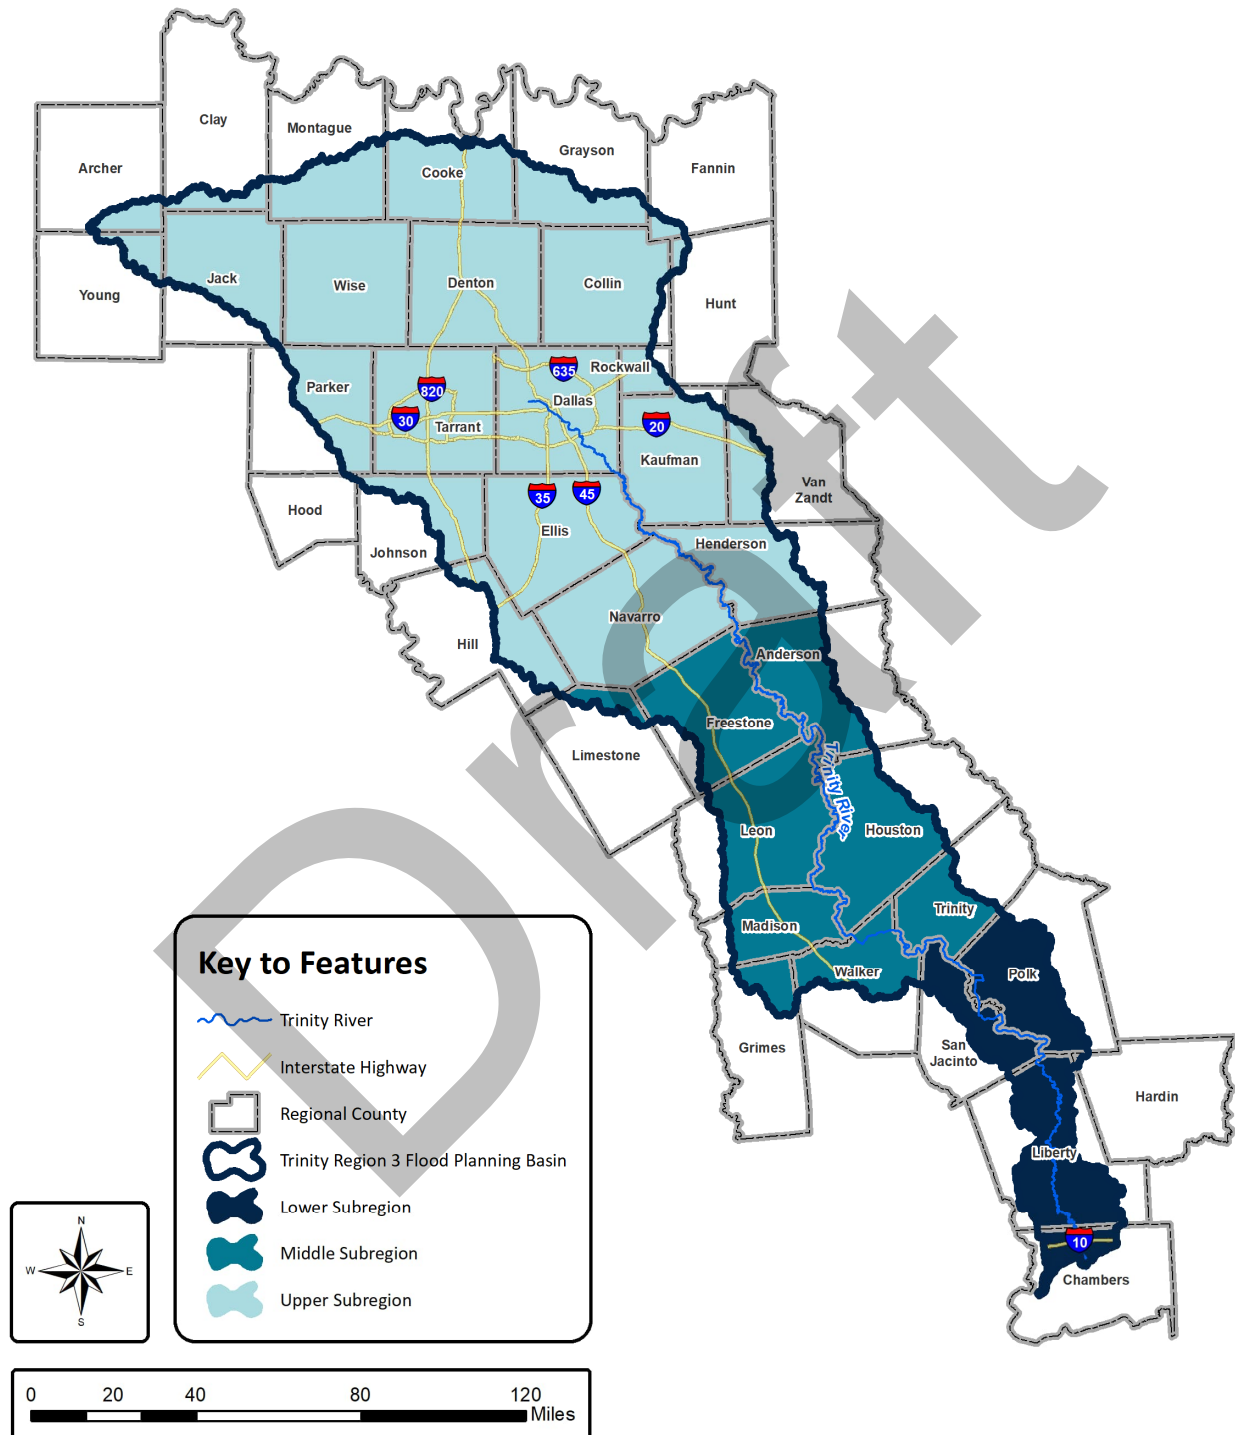 Clay
Montague
Grayson
Archer
Cooke
Fannin
Young
Jack
Wise
Denton
Collin
Hunt
Parker
635
Rockwall
820
Dallas
30
Tarrant
20
Kaufman
Van
Zandt
Hood
35
45
Ellis
Johnson
Henderson
Navarro
Hill
Anderson
Freestone
Limestone
Trinity River
Leon
Houston
Madison
Trinity
Walker
Polk
Grimes
San
Jacinto
Hardin
Liberty
10
Chambers
Draft
Key to Features
Trinity River
Interstate Highway
Regional County
Trinity Region 3 Flood Planning Basin
Lower Subregion
Middle Subregion
Upper Subregion
N
W E
S
0 20 40 80 120
Miles